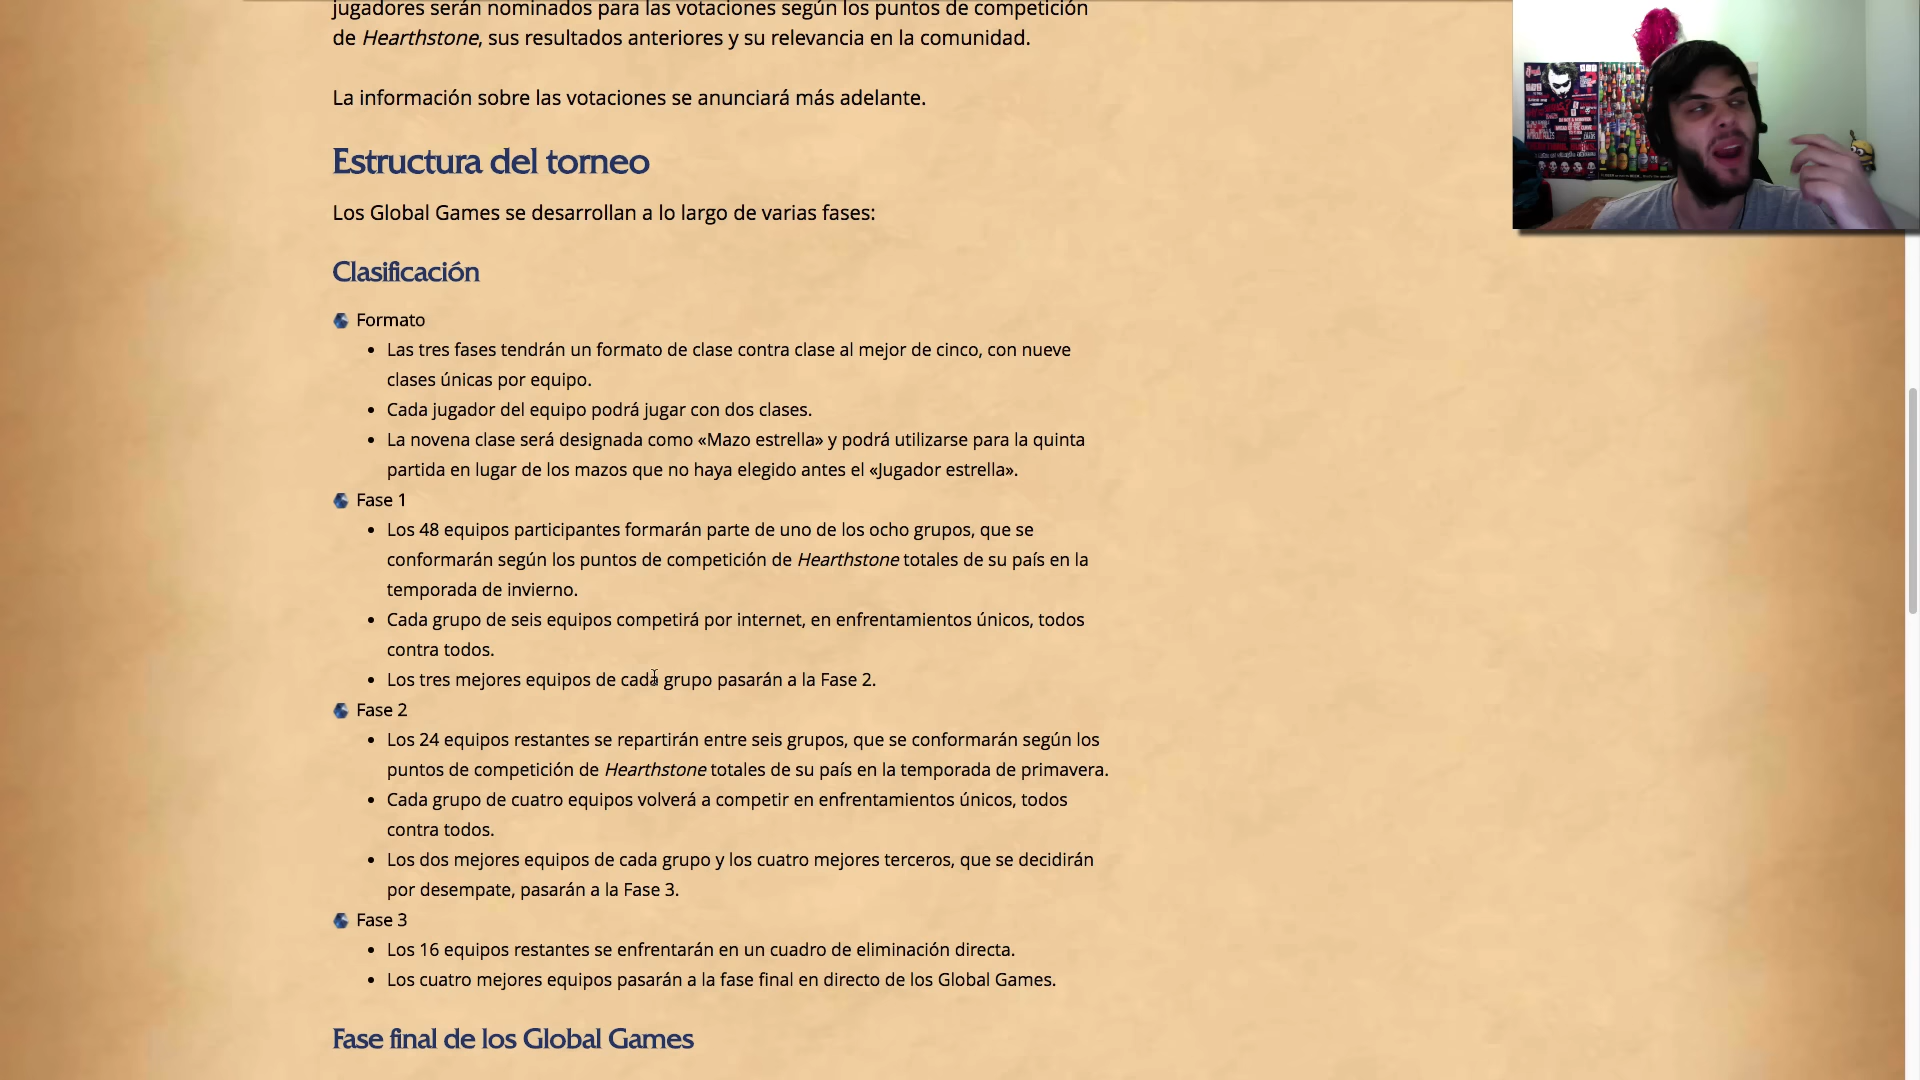 jugadores serán nominados para las votaciones según los puntos de competición
de Hearthstone, sus resultados anteriores y su relevancia en la comunidad.
La información sobre las votaciones se anunciará más adelante.
Estructura del torneo
Los Global Games se desarrollan a lo largo de varias fases:
Clasificación
Formato
Las tres fases tendrán un formato de clase contra clase al mejor de cinco, con nueve
clases únicas por equipo.
Cada jugador del equipo podrá jugar con dos clases.
La novena clase será designada como «Mazo estrella» y podrá utilizarse para la quinta
partida en lugar de los mazos que no haya elegido antes el «Jugador estrella».
Fase 1
Los 48 equipos participantes formarán parte de uno de los ocho grupos, que se
conformarán según los puntos de competición de Hearthstone totales de su país en la
temporada de invierno.
Cada grupo de seis equipos competirá por internet, en enfrentamientos únicos, todos
contra todos.
Los tres mejores equipos de cada grupo pasarán a la Fase 2.
Fase 2
Los 24 equipos restantes se repartirán entre seis grupos, que se conformarán según los
puntos de competición de Hearthstone totales de su país en la temporada de primavera.
Cada grupo de cuatro equipos volverá a competir en enfrentamientos únicos, todos
contra todos.
Los dos mejores equipos de cada grupo y los cuatro mejores terceros, que se decidirán
por desempate, pasarán a la Fase 3.
Fase 3
Los 16 equipos restantes se enfrentarán en un cuadro de eliminación directa.
Los cuatro mejores equipos pasarán a la fase final en directo de los Global Games.
Fase final de los Global Games